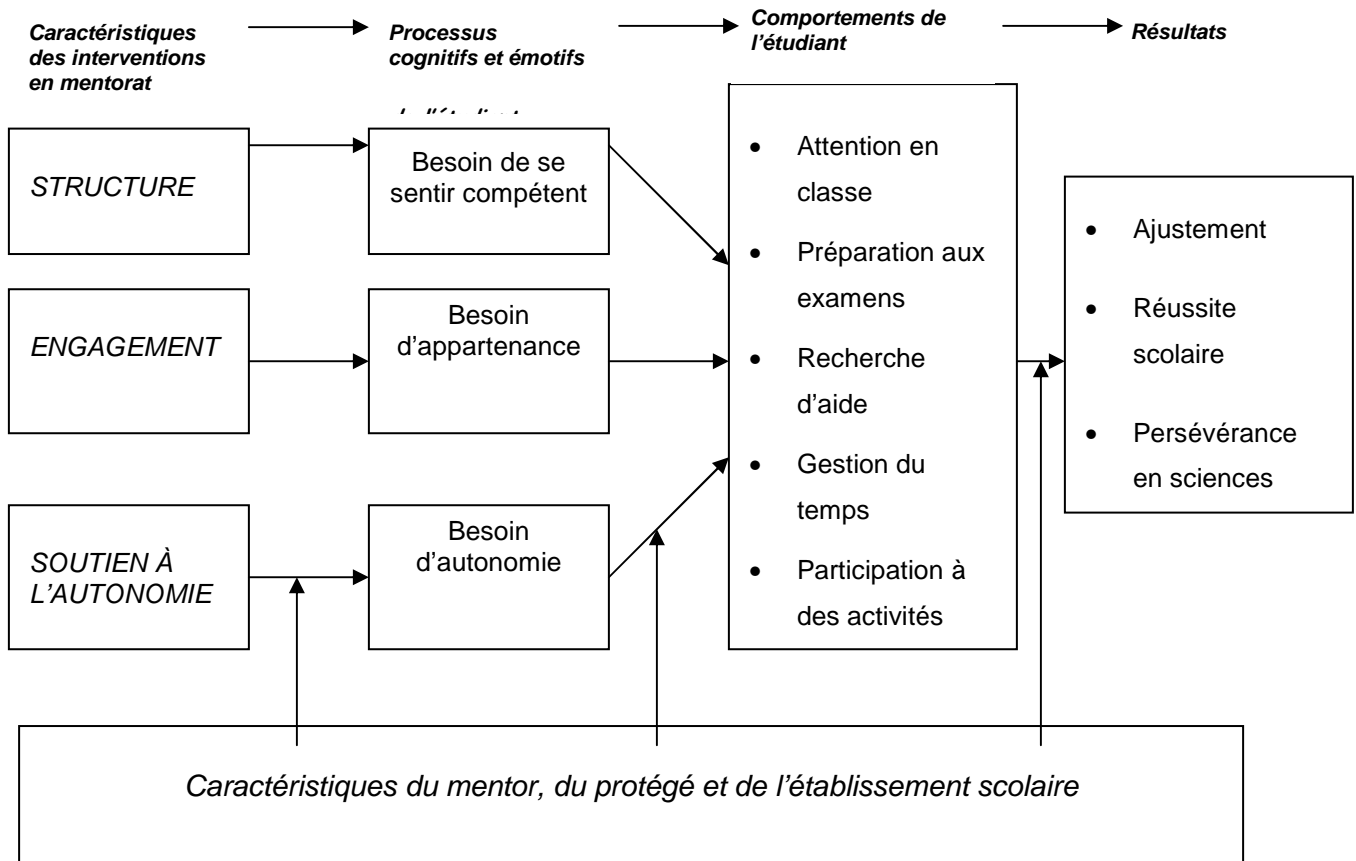 Caractéristiques
des interventions
en mentorat
Processus
cognitifs et émotifs
Comportements de
l’étudiant
Résultats
STRUCTURE
Besoin de se
sentir compétent
ENGAGEMENT
Besoin
d’appartenance
SOUTIEN À
L’AUTONOMIE
Besoin
d’autonomie
• Attention en
classe
• Préparation aux
examens
• Recherche
d’aide
• Gestion du
temps
• Participation à
des activités
• Ajustement
• Réussite
scolaire
• Persévérance
en sciences
Caractéristiques du mentor, du protégé et de l’établissement scolaire